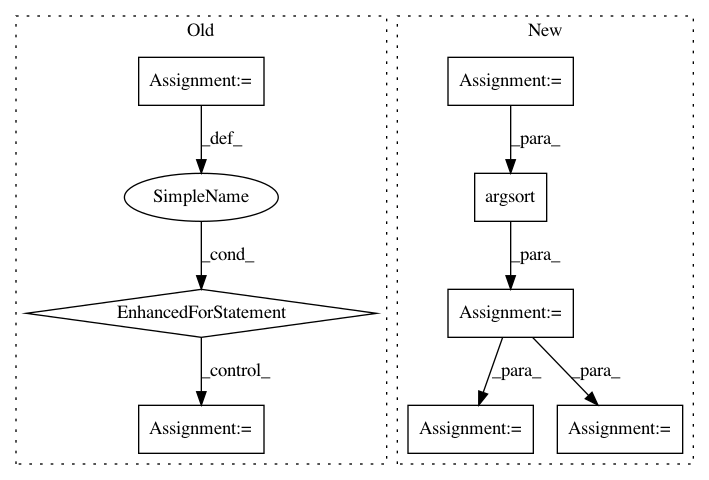 Old
New
Assignment:=
Assignment:=
_def_
_para_
SimpleName
argsort
_cond_
_para_
EnhancedForStatement
Assignment:=
_control_
_para_
_para_
Assignment:=
Assignment:=
Assignment:=